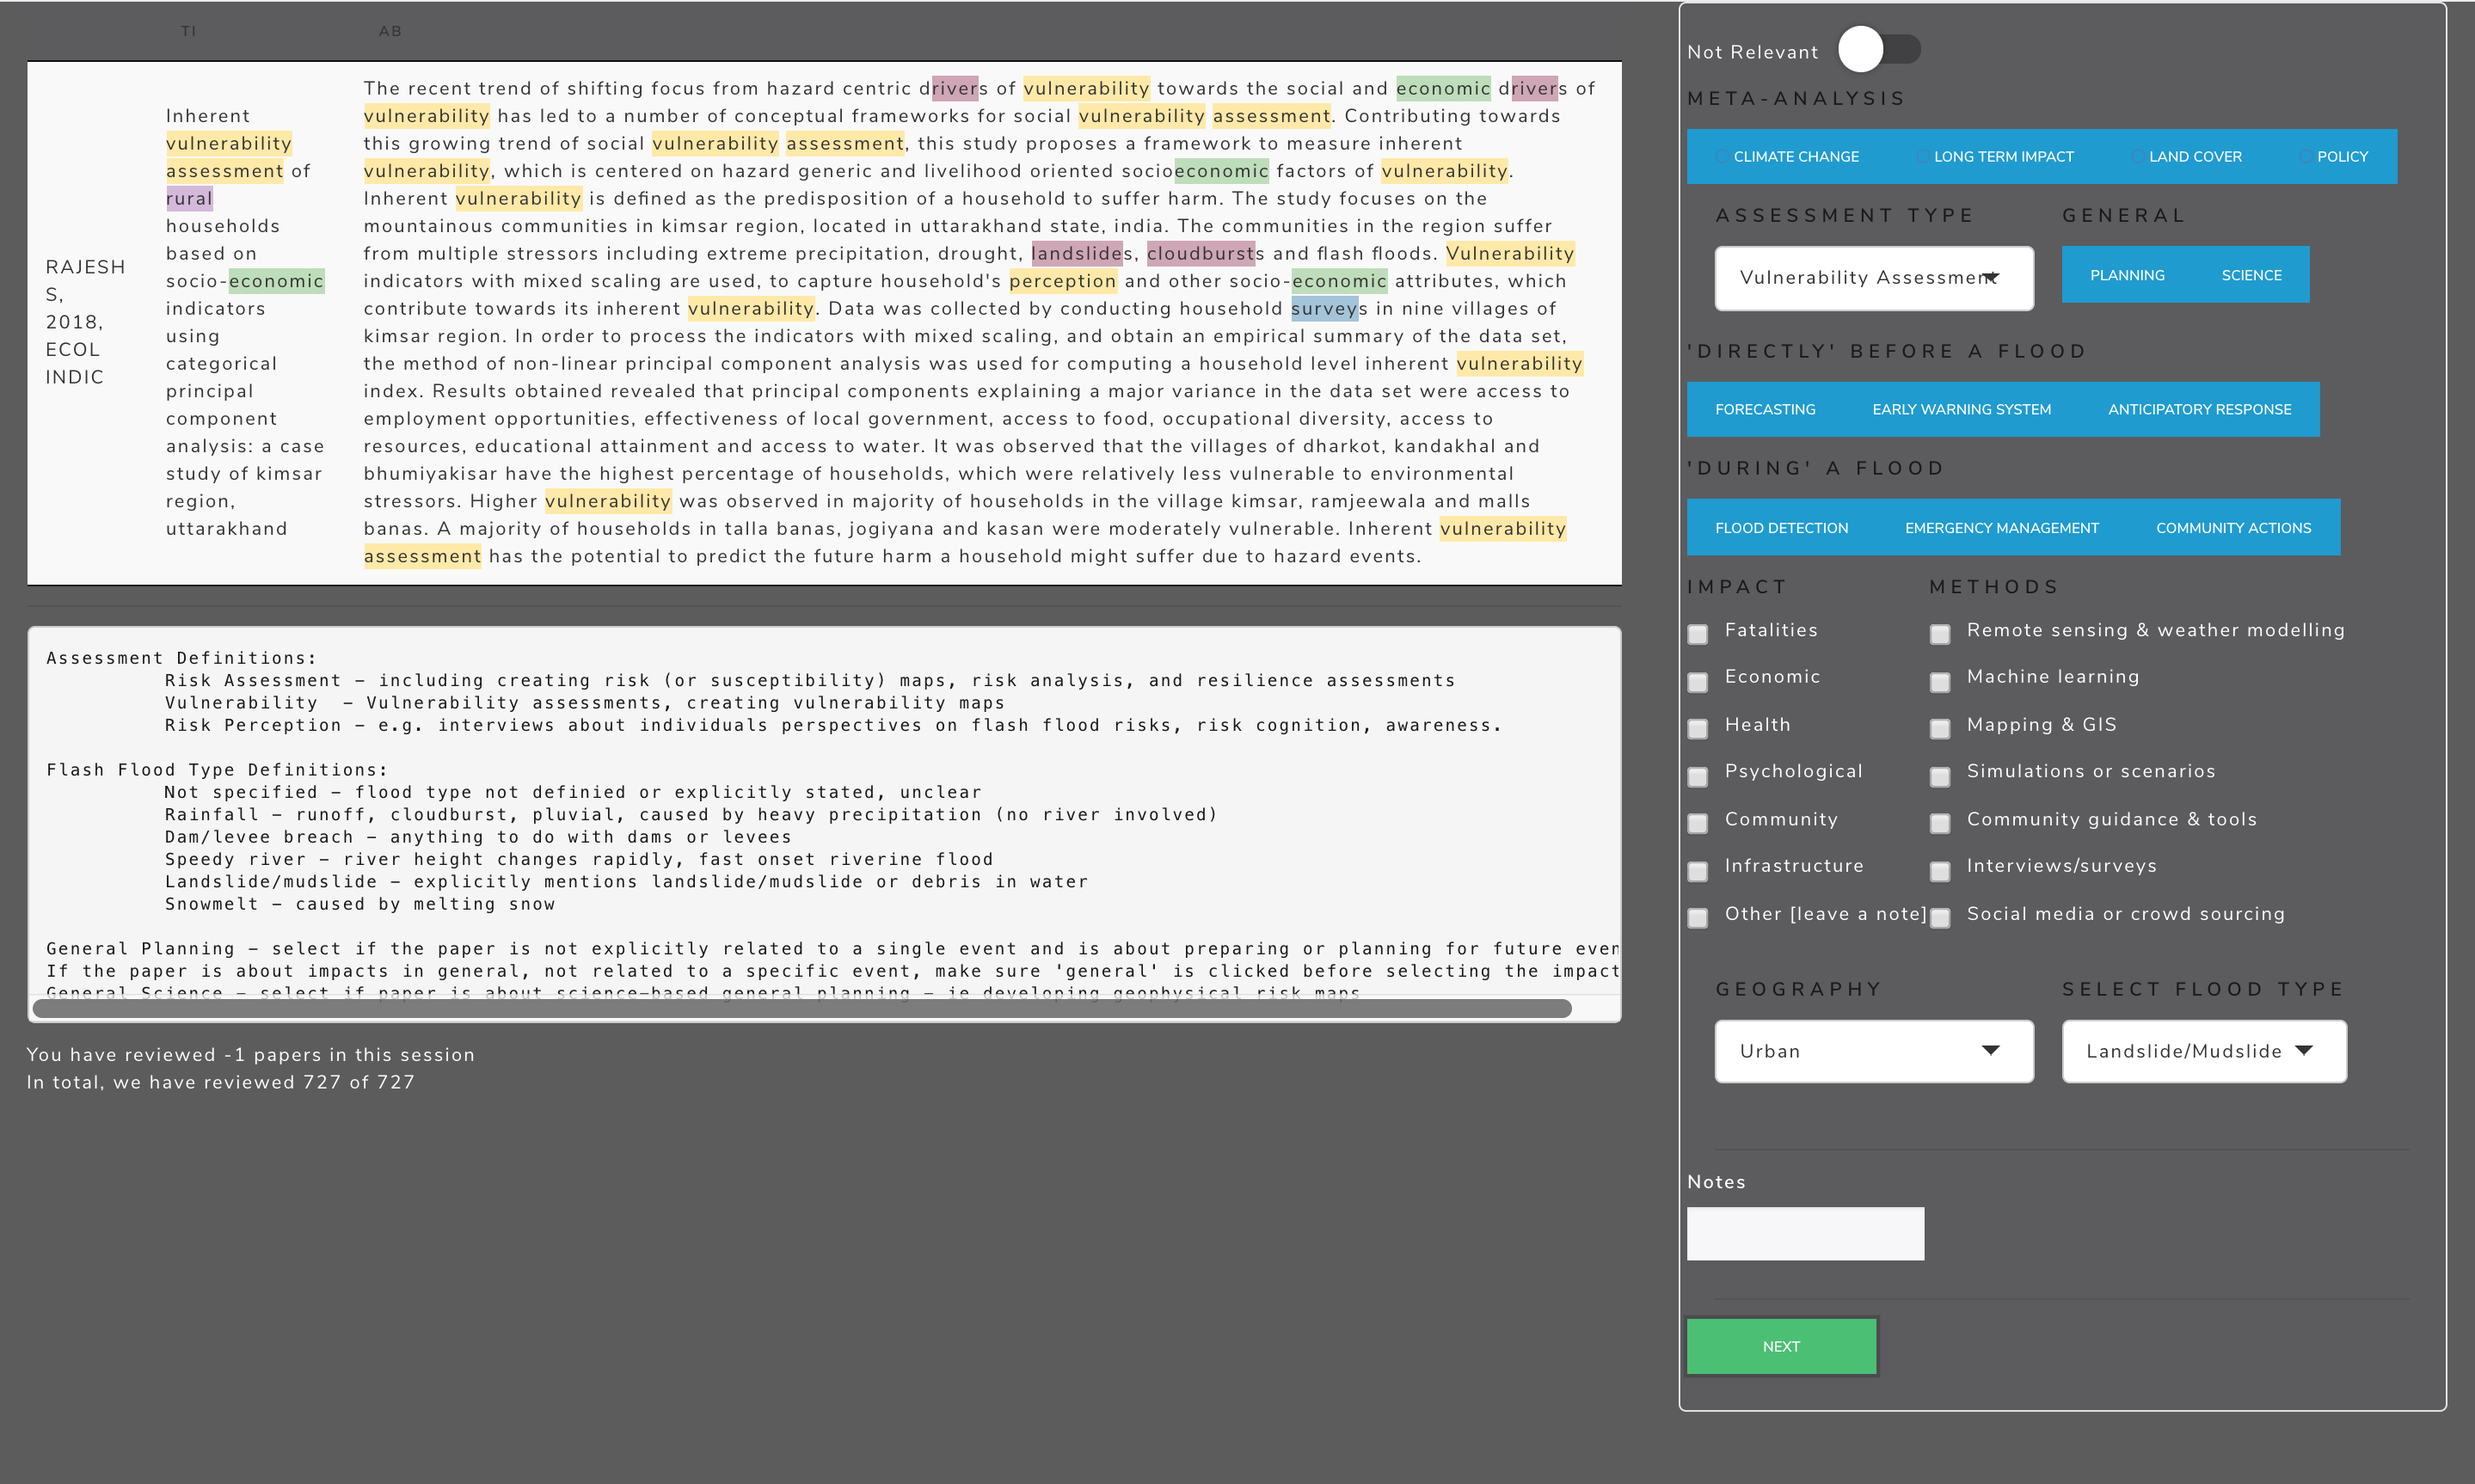 TI AB
RAJESH
S,
2018,
ECOL
INDIC
Inherent
vulnerability
assessment of
rural
households
based on
socio-economic
indicators
using
categorical
principal
component
analysis: a case
study of kimsar
region,
uttarakhand
The recent trend of shifting focus from hazard centric drivers of vulnerability towards the social and economic drivers of
vulnerability has led to a number of conceptual frameworks for social vulnerability assessment. Contributing towards
this growing trend of social vulnerability assessment, this study proposes a framework to measure inherent
vulnerability, which is centered on hazard generic and livelihood oriented socioeconomic factors of vulnerability.
Inherent vulnerability is defined as the predisposition of a household to suffer harm. The study focuses on the
mountainous communities in kimsar region, located in uttarakhand state, india. The communities in the region suffer
from multiple stressors including extreme precipitation, drought, landslides, cloudbursts and flash floods. Vulnerability
indicators with mixed scaling are used, to capture household's perception and other socio-economic attributes, which
contribute towards its inherent vulnerability. Data was collected by conducting household surveys in nine villages of
kimsar region. In order to process the indicators with mixed scaling, and obtain an empirical summary of the data set,
the method of non-linear principal component analysis was used for computing a household level inherent vulnerability
index. Results obtained revealed that principal components explaining a major variance in the data set were access to
employment opportunities, effectiveness of local government, access to food, occupational diversity, access to
resources, educational attainment and access to water. It was observed that the villages of dharkot, kandakhal and
bhumiyakisar have the highest percentage of households, which were relatively less vulnerable to environmental
stressors. Higher vulnerability was observed in majority of households in the village kimsar, ramjeewala and malls
banas. A majority of households in talla banas, jogiyana and kasan were moderately vulnerable. Inherent vulnerability
assessment has the potential to predict the future harm a household might suffer due to hazard events.
Assessment Definitions:
Risk Assessment – including creating risk (or susceptibility) maps, risk analysis, and resilience assessments
Vulnerability – Vulnerability assessments, creating vulnerability maps
Risk Perception – e.g. interviews about individuals perspectives on flash flood risks, risk cognition, awareness.
Flash Flood Type Definitions:
Not specified – flood type not definied or explicitly stated, unclear
Rainfall – runoff, cloudburst, pluvial, caused by heavy precipitation (no river involved)
Dam/levee breach – anything to do with dams or levees
Speedy river – river height changes rapidly, fast onset riverine flood
Landslide/mudslide – explicitly mentions landslide/mudslide or debris in water
Snowmelt – caused by melting snow
General Planning – select if the paper is not explicitly related to a single event and is about preparing or planning for future even
If the paper is about impacts in general, not related to a specific event, make sure 'general' is clicked before selecting the impact
General Science – select if paper is about science–based general planning – ie developing geophysical risk maps
You have reviewed -1 papers in this session
In total, we have reviewed 727 of 727
Not Relevant
META-ANALYSIS
CLIMATE CHANGE LONG TERM IMPACT LAND COVER POLICY
ASSESSMENT TYPE GENERAL
Vulnerability Assessment PLANNING SCIENCE
'DIRECTLY' BEFORE A FLOOD
FORECASTING EARLY WARNING SYSTEM ANTICIPATORY RESPONSE
'DURING' A FLOOD
FLOOD DETECTION EMERGENCY MANAGEMENT COMMUNITY ACTIONS
IMPACT METHODS
Fatalities Remote sensing & weather modelling
Economic Machine learning
Health Mapping & GIS
Psychological Simulations or scenarios
Community Community guidance & tools
Infrastructure Interviews/surveys
Other [leave a note] Social media or crowd sourcing
GEOGRAPHY SELECT FLOOD TYPE
Urban Landslide/Mudslide
Notes
NEXT